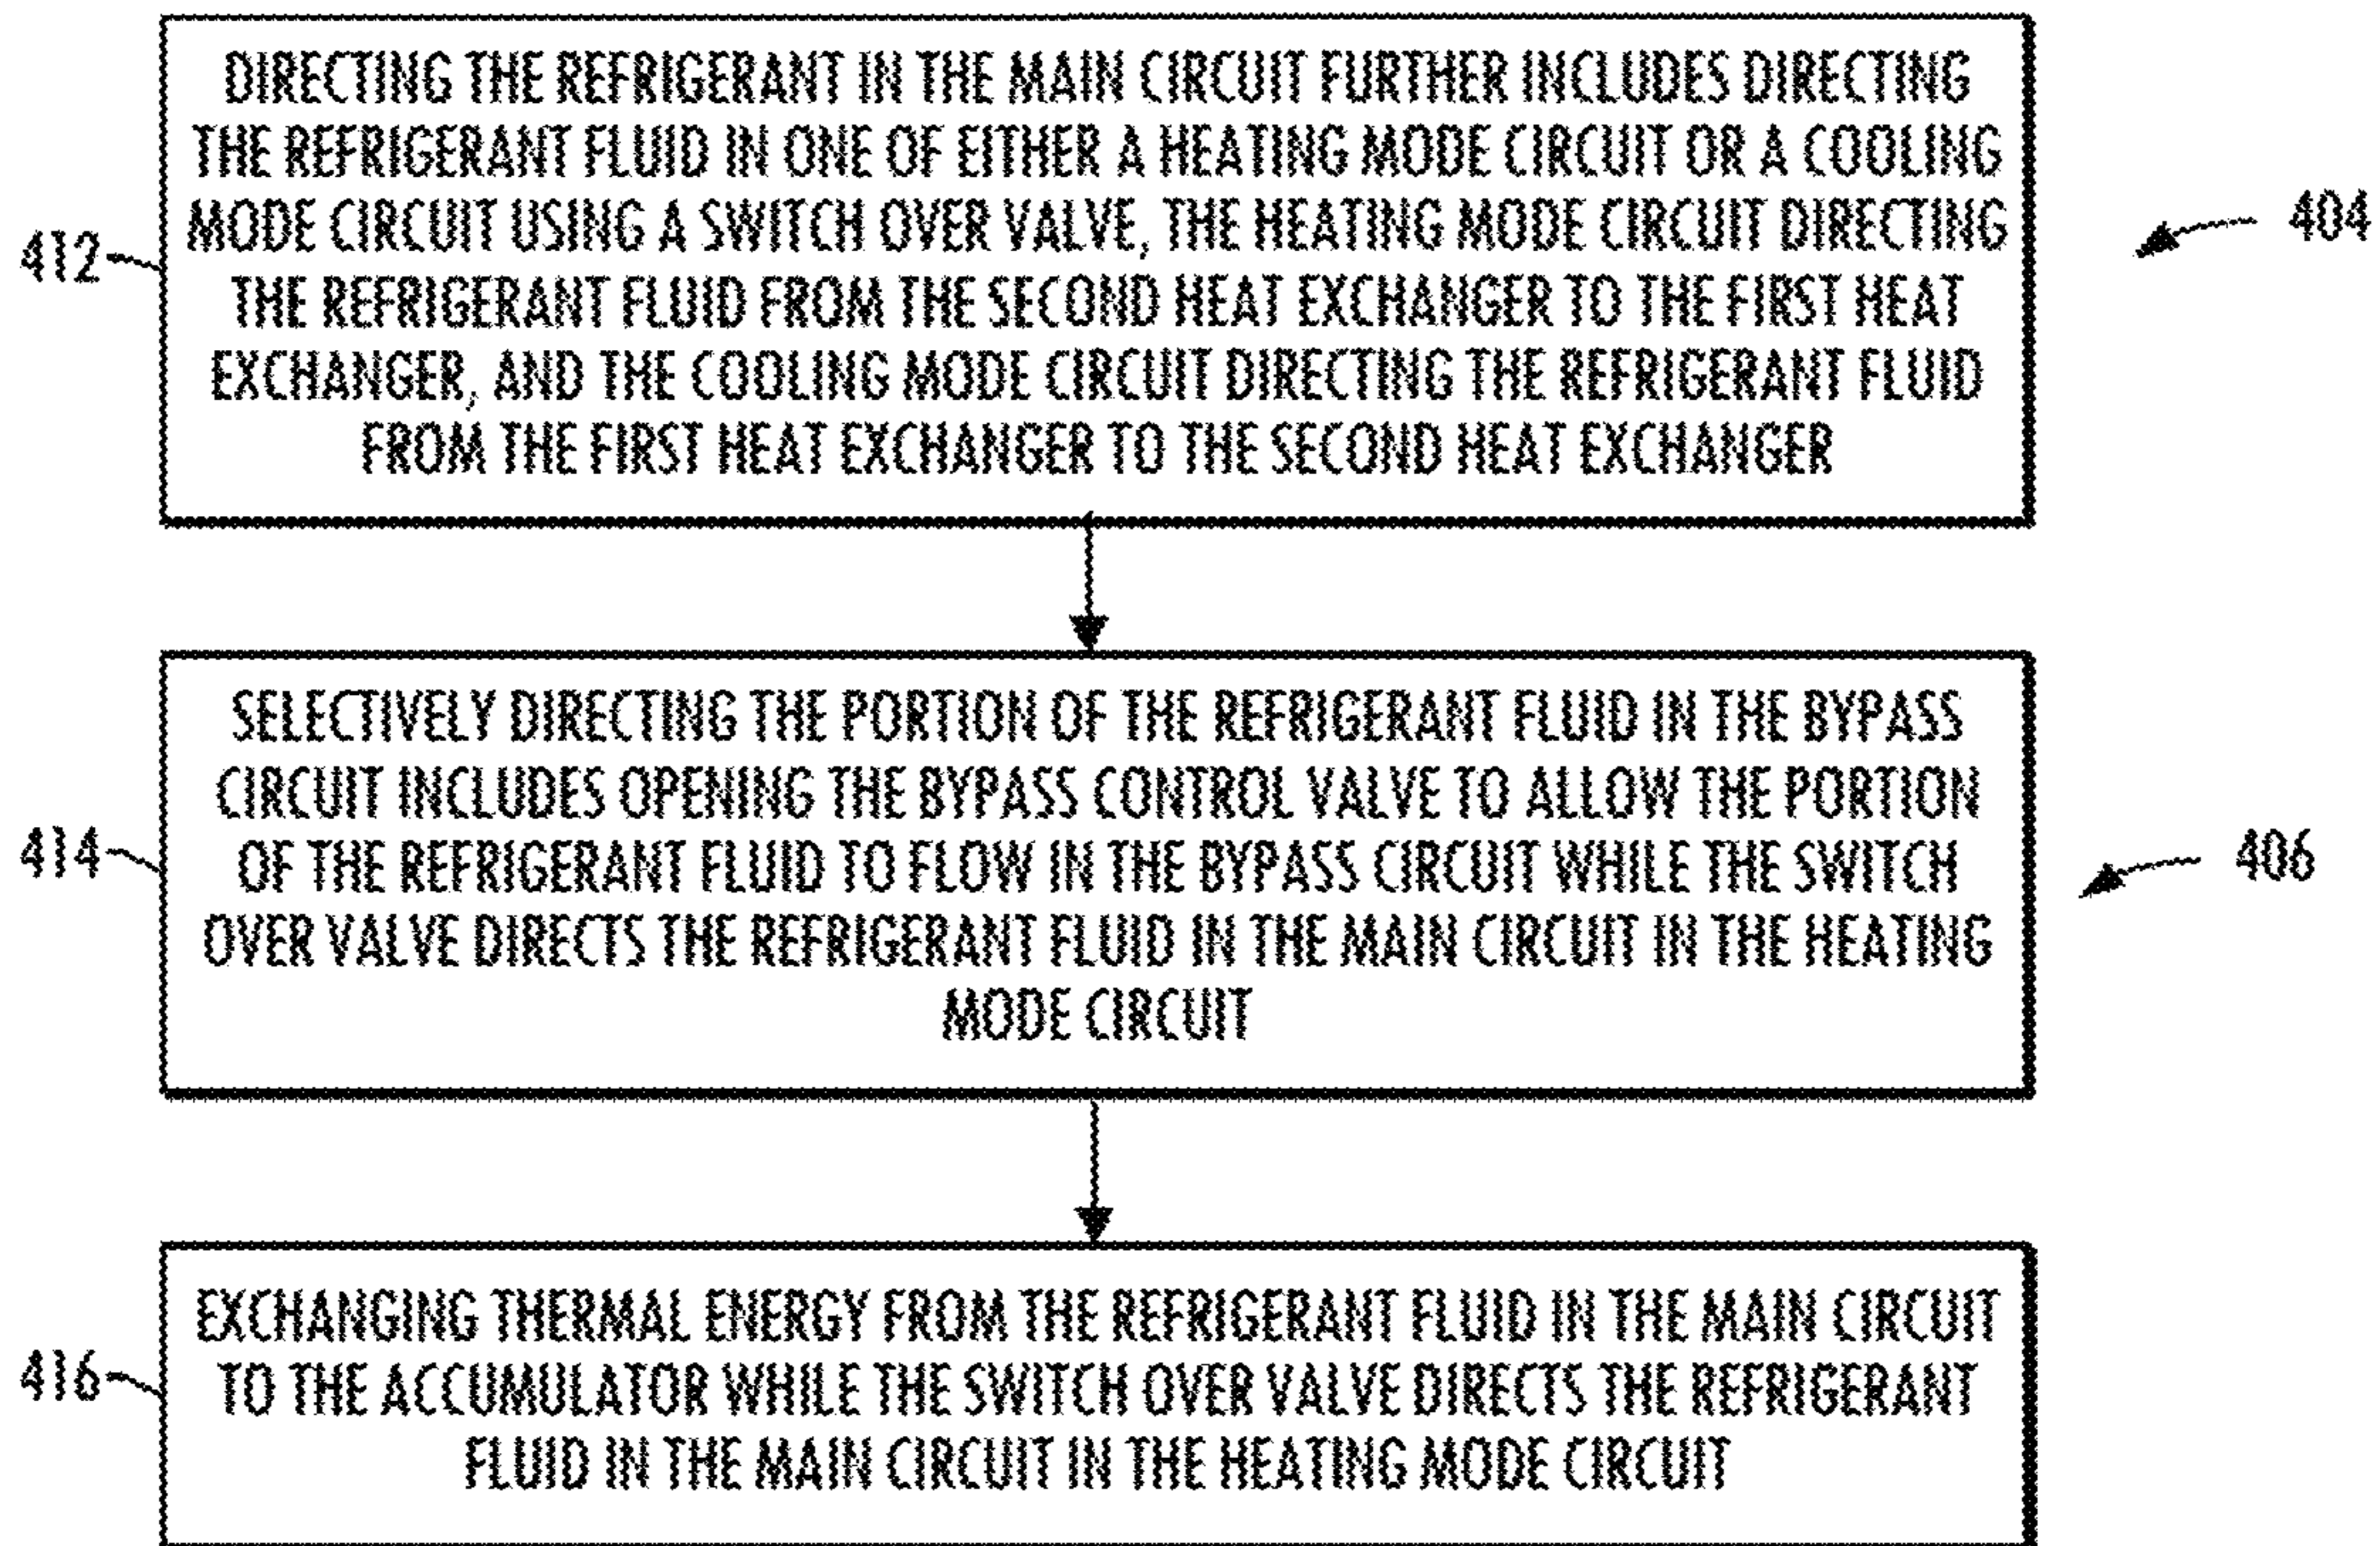 DIRECTING THE REFRIGERANT IN THE MAIN CIRCUIT FURTHER INCLUDES DIRECTING
THE REFRIGERANT FLUID IN ONE OF EITHER A HEATING MODE CIRCUIT OR A COOLING
MODE CIRCUIT USING A SWITCH OVER VALVE, THE HEATING MODE CIRCUIT DIRECTING
THE REFRIGERANT FLUID FROM THE SECOND HEAT EXCHANGER TO THE FIRST HEAT
EXCHANGER, AND THE COOLING MODE CIRCUIT DIRECTING THE REFRIGERANT FLUID
FROM THE FIRST HEAT EXCHANGER TO THE SECOND HEAT EXCHANGER
412
404
SELECTIVELY DIRECTING THE PORTION OF THE REFRIGERANT FLUID IN THE BYPASS
CIRCUIT INCLUDES OPENING THE BYPASS CONTROL VALVE TO ALLOW THE PORTION
OF THE REFRIGERANT FLUID TO FLOW IN THE BYPASS CIRCUIT WHILE THE SWITCH
OVER VALVE DIRECTS THE REFRIGERANT FLUID IN THE MAIN CIRCUIT IN THE HEATING
MODE CIRCUIT
414
406
EXCHANGING THERMAL ENERGY FROM THE REFRIGERANT FLUID IN THE MAIN CIRCUIT
TO THE ACCUMULATOR WHILE THE SWITCH OVER VALVE DIRECTS THE REFRIGERANT
FLUID IN THE MAIN CIRCUIT IN THE HEATING MODE CIRCUIT
416